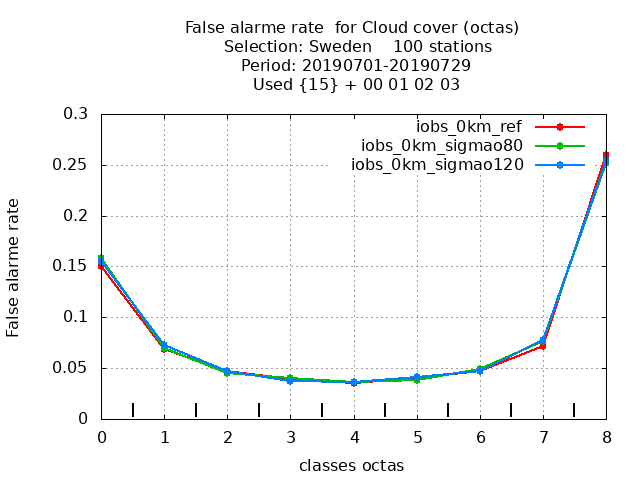 False alarme rate  for Cloud cover (octas)
Selection: Sweden    100 stations
Period: 20190701-20190729
Used {15} + 00 01 02 03
iobs_0km_ref
iobs_0km_sigmao80
iobs_0km_sigmao120
False alarme rate
0.3
0.25
0.2
0.15
0.1
0.05
0
0 1 2 3 4 5 6 7 8
classes octas